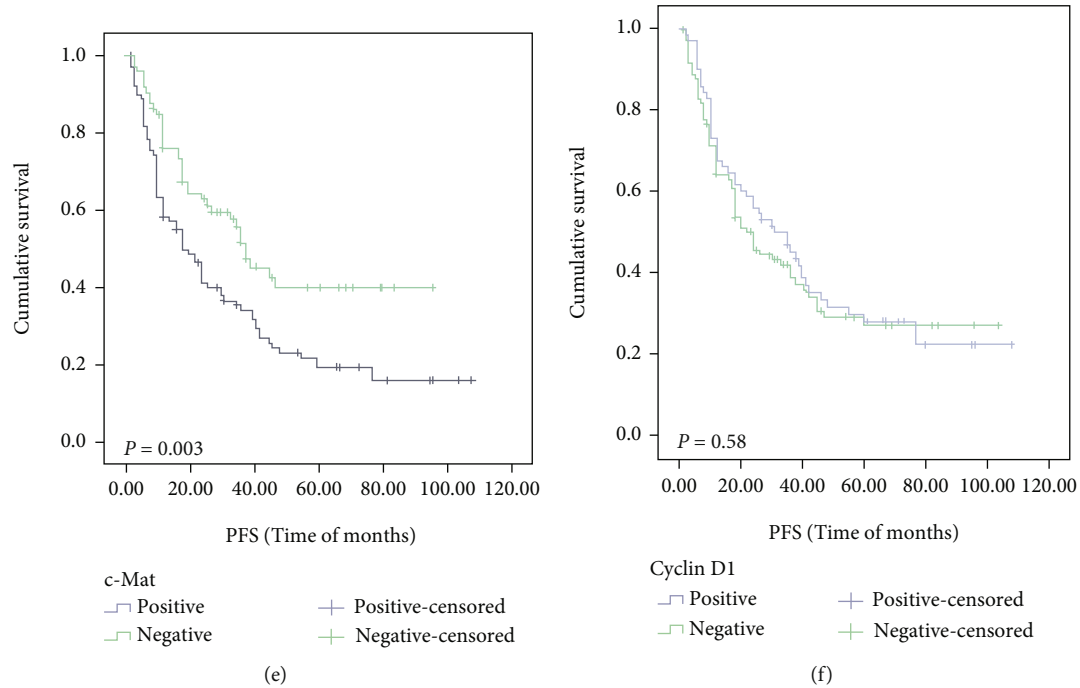 1.0
0.8
0.6
0.4
0.2
0.0
Cumulative survival
P = 0.003
0.00 20.00 40.00 60.00 80.00 100.00 120.00
PFS (Time of months)
c-Mat
Positive Positive-censored
Negative Negative-censored
(e)
1.0
0.8
0.6
0.4
0.2
0.0
Cumulative survival
P = 0.58
0.00 20.00 40.00 60.00 80.00 100.00 120.00
PFS (Time of months)
Cyclin D1
Positive Positive-censored
Negative Negative-censored
(f)